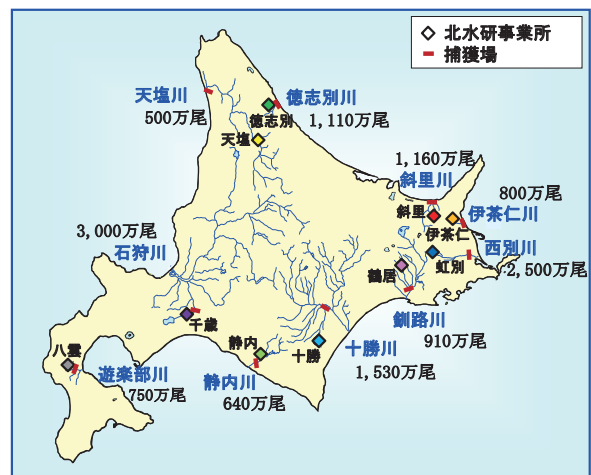 北水研事業所
捕獲場
天塩川
500万尾
徳志別川
1,110万尾
徳志別
天塩
1,160万尾
斜里川
800万尾
斜里
伊茶仁川
伊茶仁
3,000万尾
石狩川
西別川
虹別
2,500万尾
鶴居
釧路川
910万尾
千歳
静内
十勝
十勝川
1,530万尾
八雲
遊楽部川
750万尾
静内川
640万尾